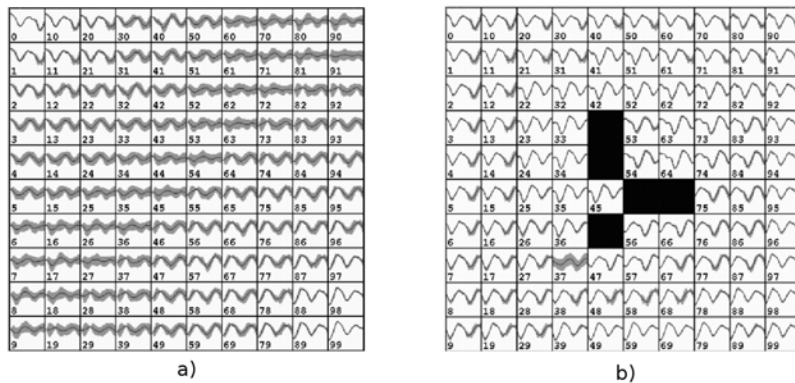 0 10 20 30 40 50 60 70 80 90
1 11 21 31 41 51 61 71 81 91
2 12 22 32 42 52 62 72 82 92
3 13 23 33 43 53 63 73 83 93
4 14 24 34 44 54 64 74 84 94
5 15 25 35 45 55 65 75 85 95
6 16 26 36 46 56 66 76 86 96
7 17 27 37 47 57 67 77 87 97
8 18 28 38 48 58 68 78 88 98
9 19 29 39 49 59 69 79 89 99
a)
0 10 20 30 40 50 60 70 80 90
1 11 21 31 41 51 61 71 81 91
2 12 22 32 42 52 62 72 82 92
3 13 23 33 53 63 73 83 93
4 14 24 34 54 64 74 84 94
5 15 25 35 45 75 85 95
6 16 26 36 56 66 76 86 96
7 17 27 37 47 57 67 77 87 97
8 18 28 38 48 58 68 78 88 98
9 19 29 39 49 59 69 79 89 99
b)